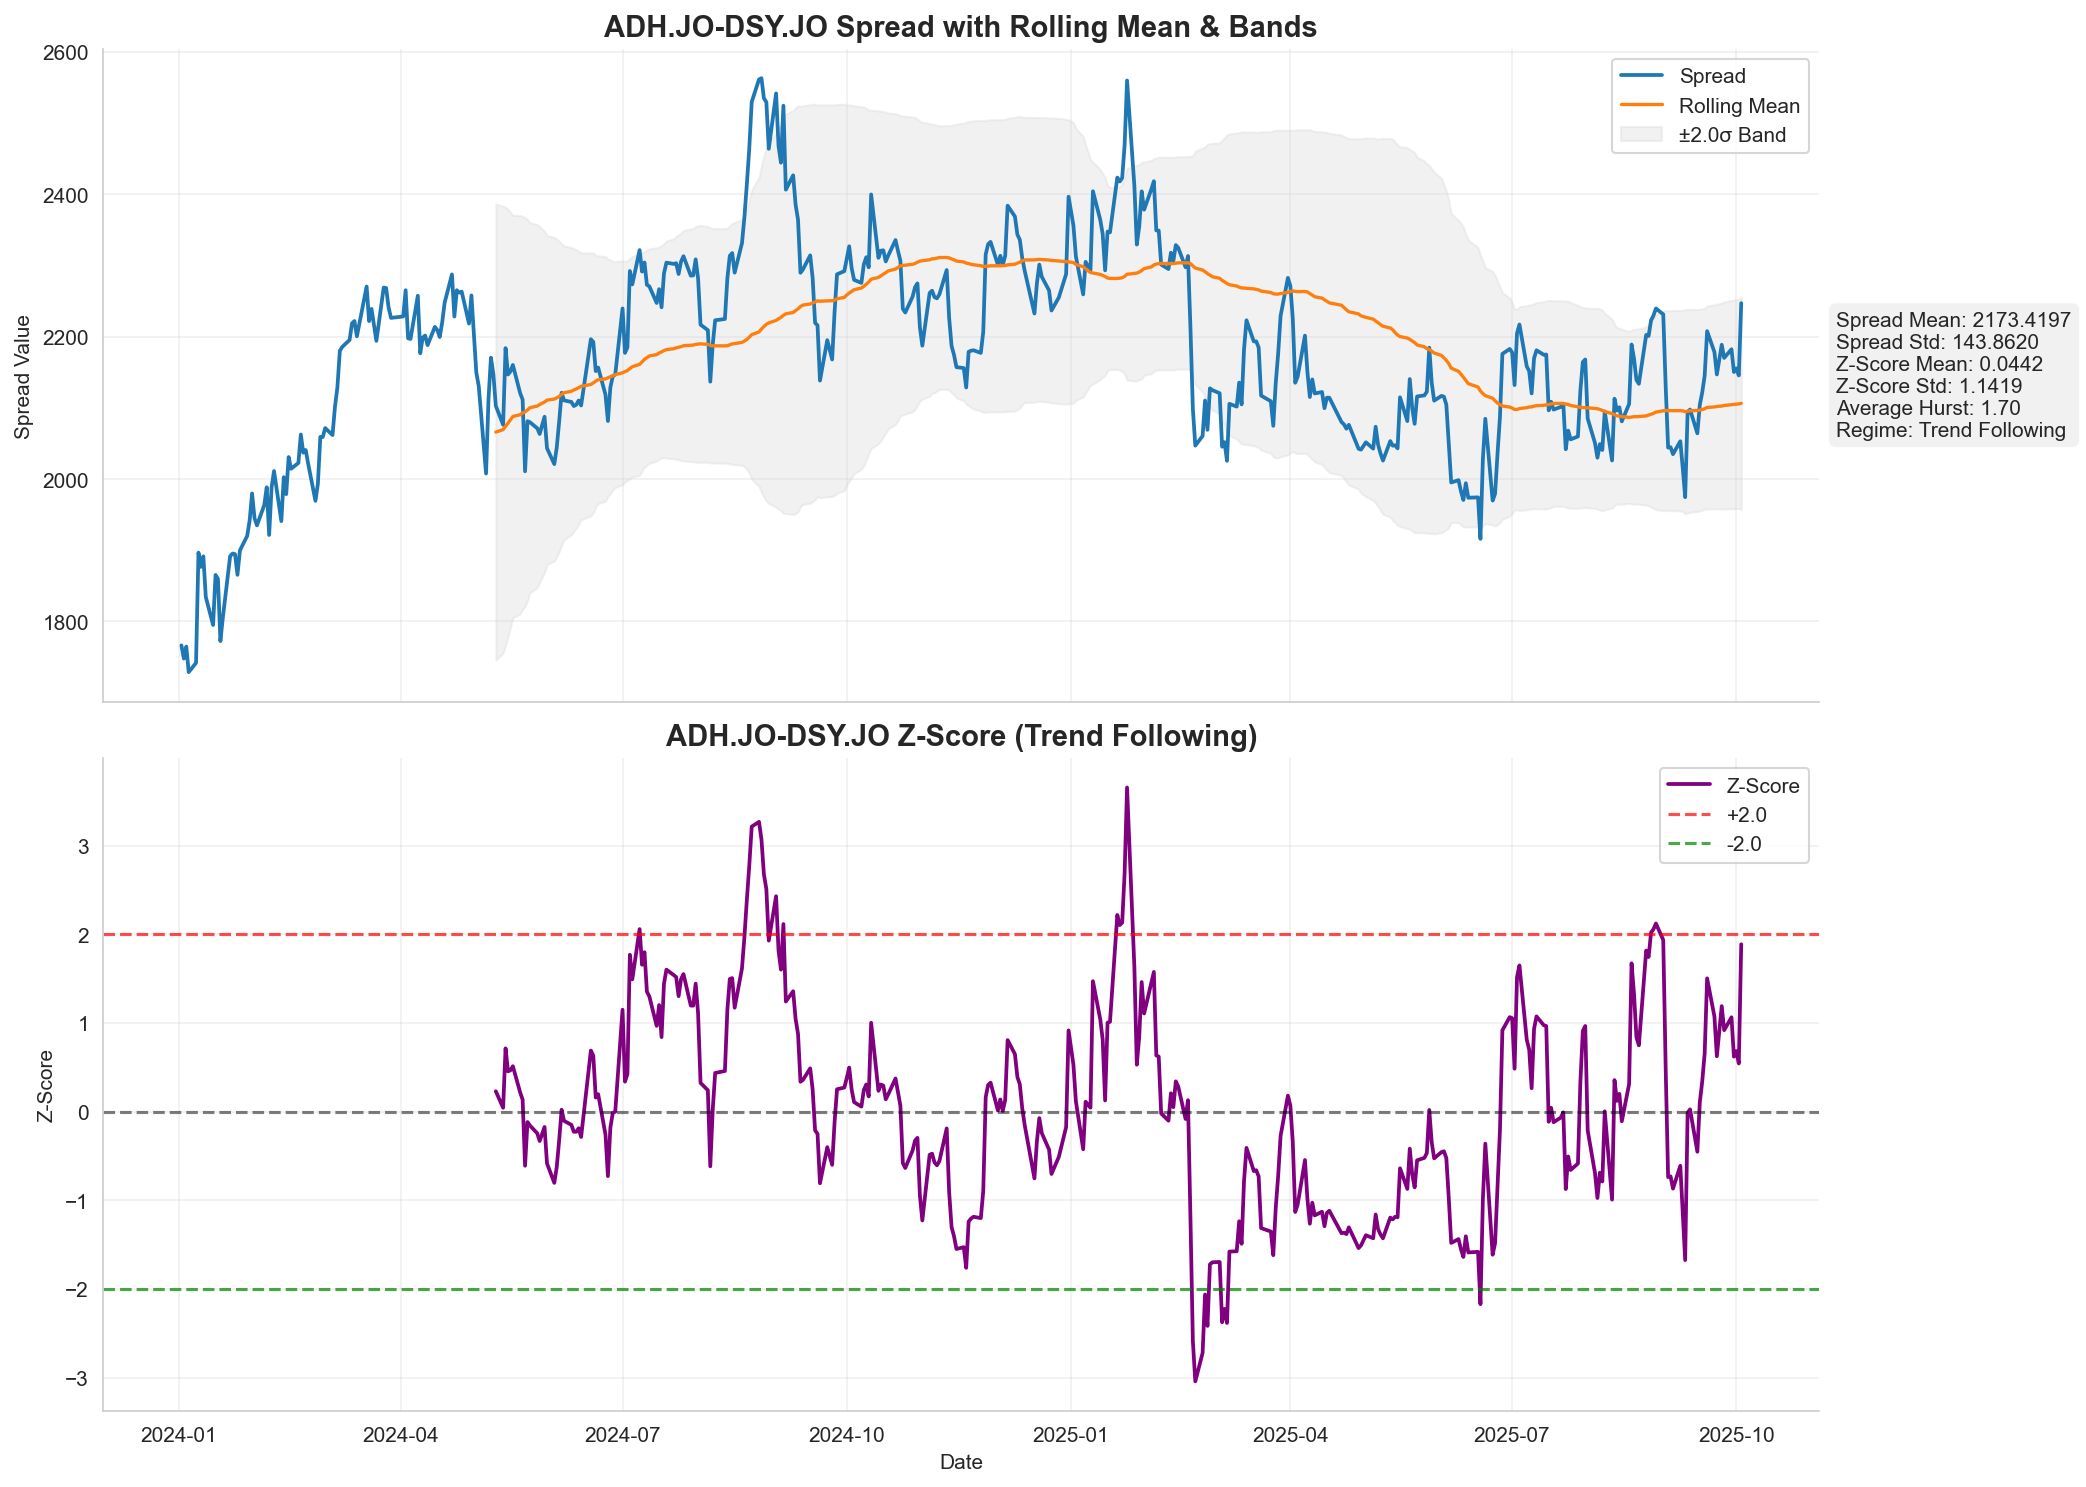 ADH.JO-DSY.JO Spread with Rolling Mean & Bands
2600
2400
2200
2000
1800
Spread Value
Spread
Rolling Mean
±2.0σ Band
Spread Mean: 2173.4197
Spread Std: 143.8620
Z-Score Mean: 0.0442
Z-Score Std: 1.1419
Average Hurst: 1.70
Regime: Trend Following
ADH.JO-DSY.JO Z-Score (Trend Following)
3
2
1
0
−1
−2
−3
Z-Score
Z-Score
+2.0
-2.0
2024-01
2024-04
2024-07
2024-10
2025-01
2025-04
2025-07
2025-10
Date